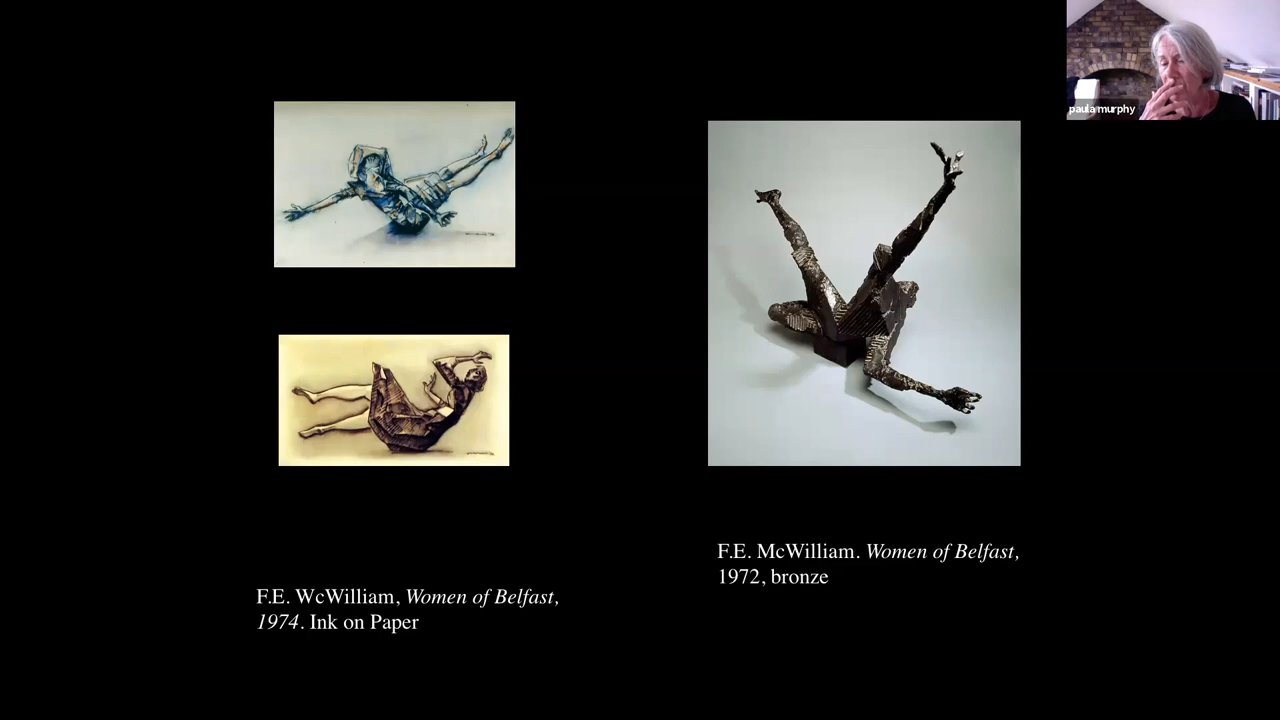 paula murphy
F.E. McWilliam. Women of Belfast,
1972, bronze
F.E. WcWilliam, Women of Belfast,
1974. Ink on Paper